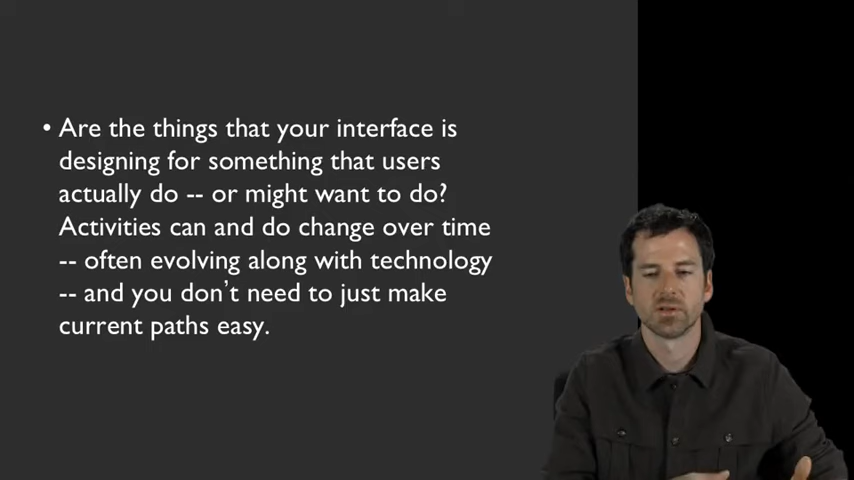 • Are the things that your interface is
designing for something that users
actually do -- or might want to do?
Activities can and do change over time
-- often evolving along with technology
-- and you don’t need to just make
current paths easy.